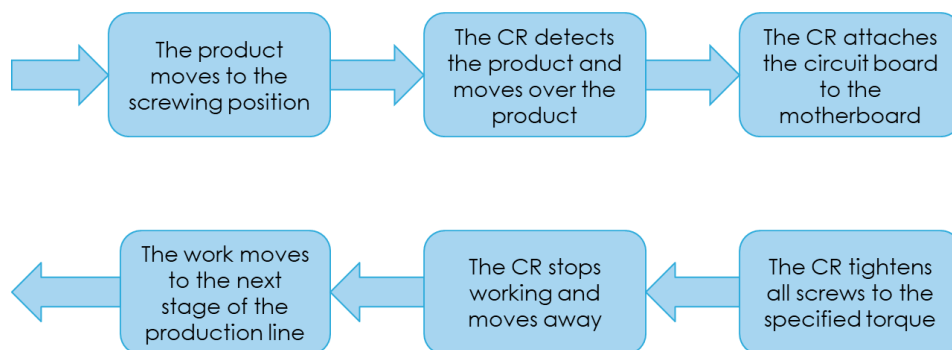 The product
moves to the
screwing position
The CR detects
the product and
moves over the
product
The CR attaches
the circuit board
to the
motherboard
The work moves
to the next
stage of the
production line
The CR stops
working and
moves away
The CR tightens
all screws to the
specified torque